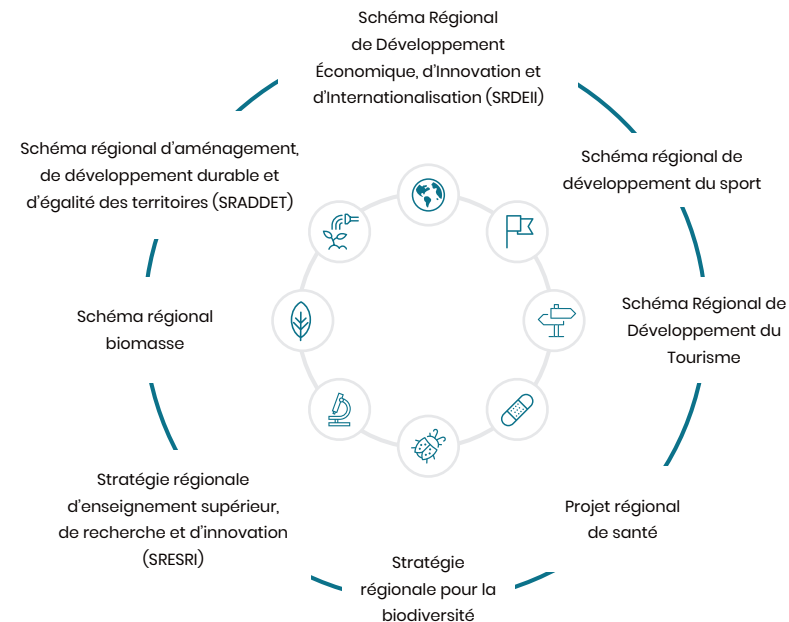 Schéma Régional
de Développement
Économique, d'Innovation et
d'Internationalisation (SRDEII)
Schéma régional de
développement du sport
Schéma Régional de
Développement du
Tourisme
Projet régional
de santé
Stratégie
régionale pour la
biodiversité
Stratégie régionale
d'enseignement supérieur,
de recherche et d'innovation
(SRESRI)
Schéma régional
biomasse
Schéma régional d'aménagement,
de développement durable et
d'égalité des territoires (SRADDET)